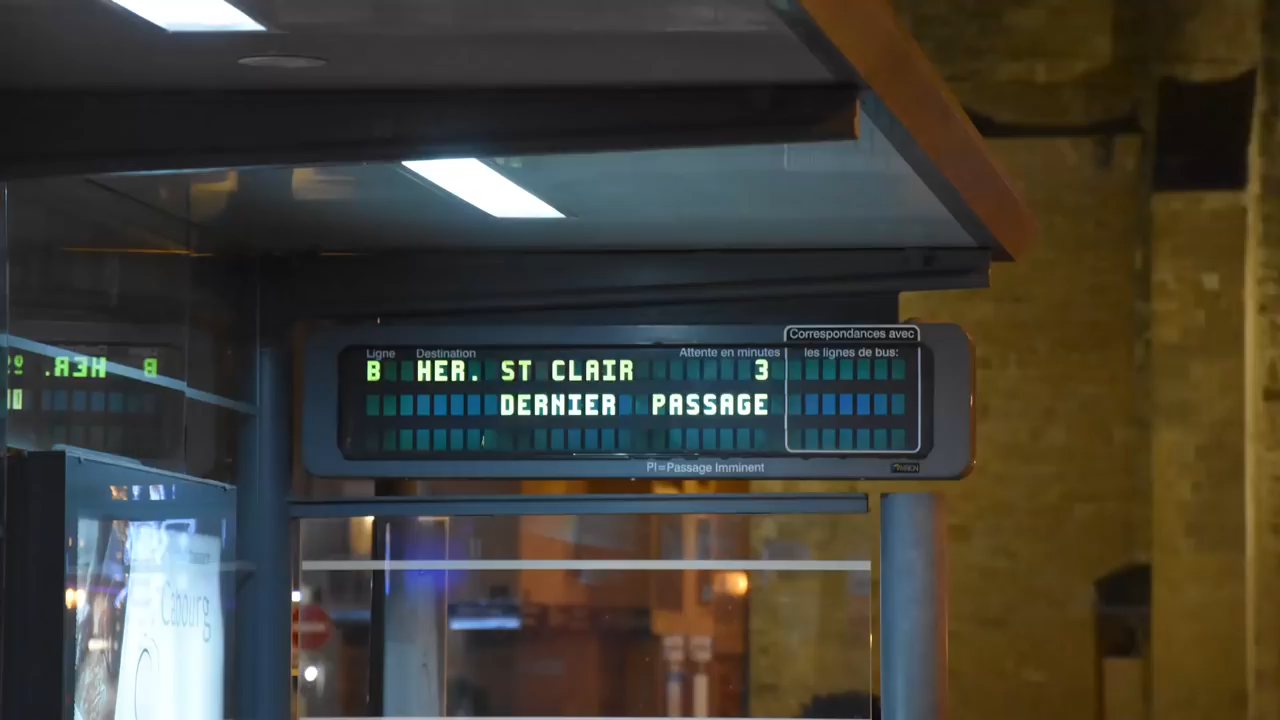 Correspondances avec
Ligne Destination Attente en minutes les lignes de bus:
B HER. ST CLAIR 3
DERNIER PASSAGE
PI=Passage Imminent
Cabourg